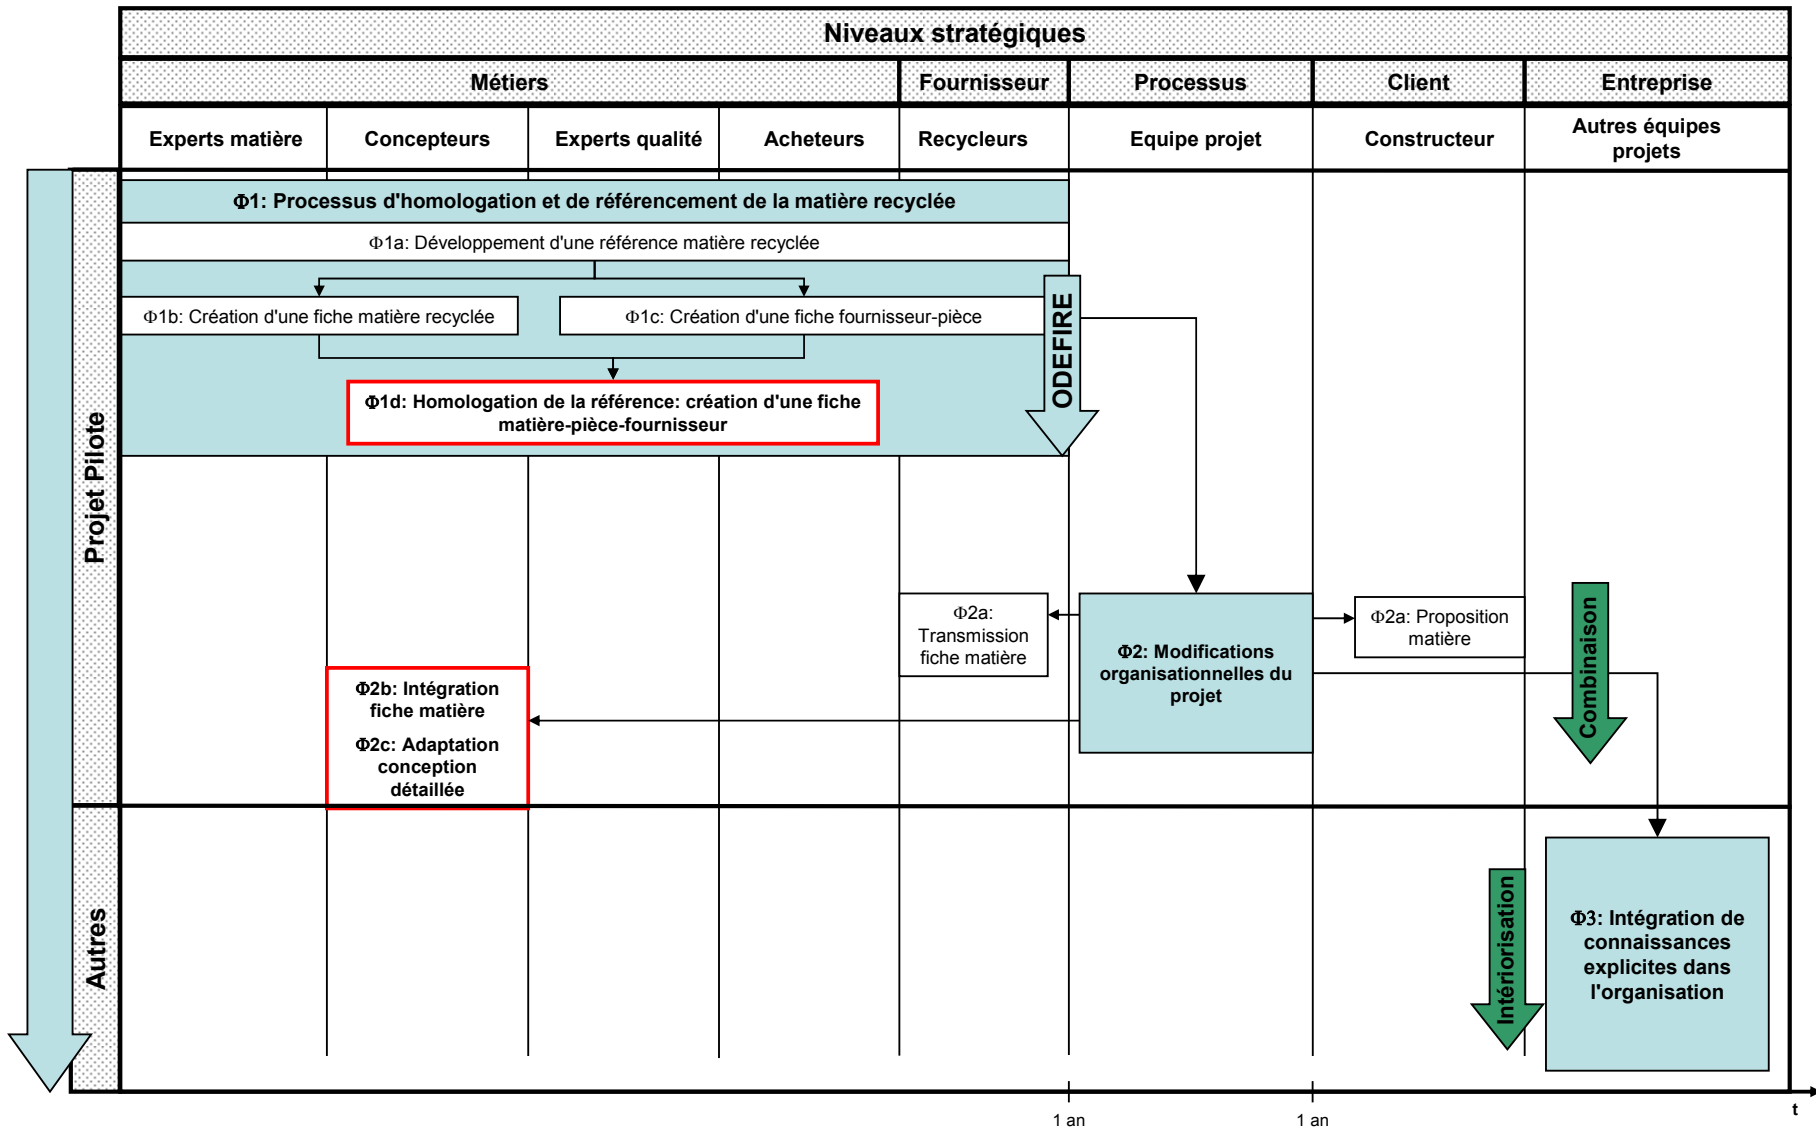 Niveaux stratégiques
Métiers
Fournisseur
Processus
Client
Entreprise
Experts matière
Concepteurs
Experts qualité
Acheteurs
Recycleurs
Equipe projet
Constructeur
Autres équipes
projets
Projet Pilote
Φ1: Processus d'homologation et de référencement de la matière recyclée
Φ1a: Développement d'une référence matière recyclée
Φ1b: Création d'une fiche matière recyclée
Φ1c: Création d'une fiche fournisseur-pièce
ODEFIRE
Φ1d: Homologation de la référence: création d'une fiche
matière-pièce-fournisseur
Φ2a:
Transmission
fiche matière
Φ2: Modifications
organisationnelles du
projet
Φ2a: Proposition
matière
Combinaison
Φ2b: Intégration
fiche matière
Φ2c: Adaptation
conception
détaillée
Autres
Intériorisation
Φ3: Intégration de
connaissances
explicites dans
l'organisation
1 an
1 an
t